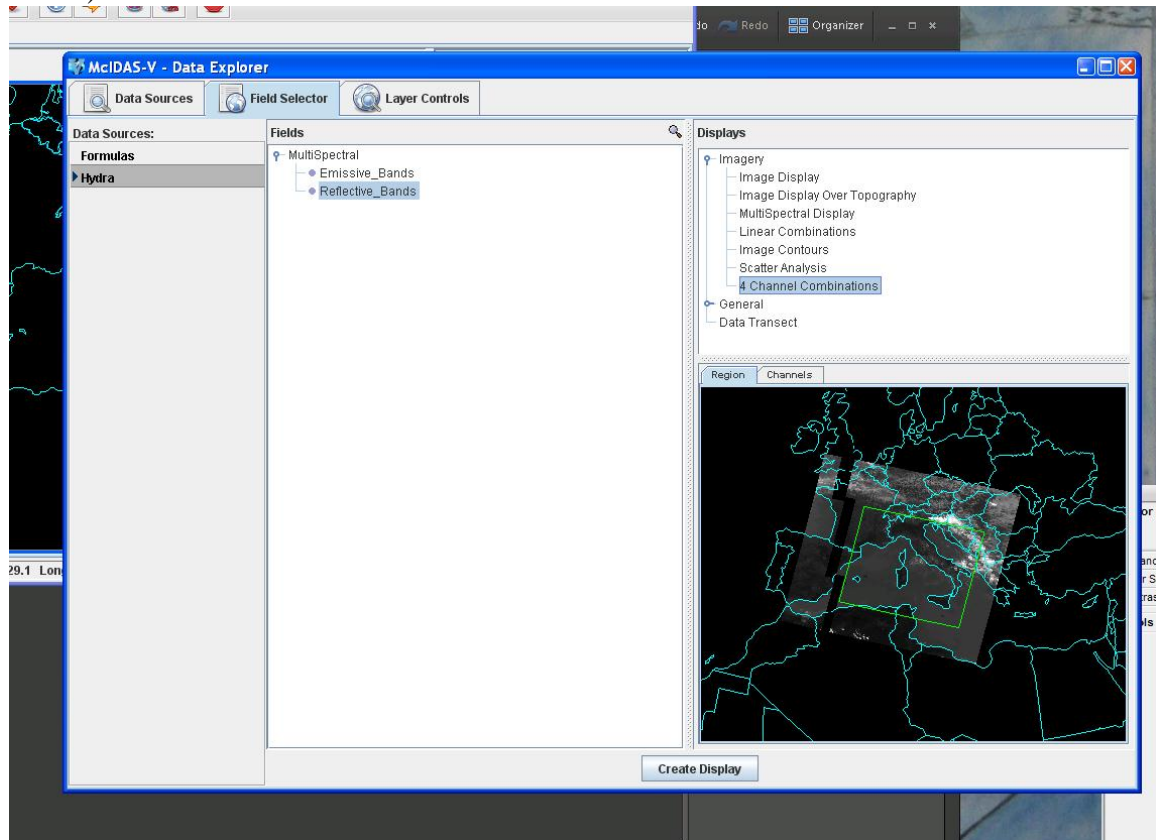 Redo Organizer
McIDAS-V - Data Explorer
Data Sources Field Selector Layer Controls
Data Sources:
Formulas
Hydra
Fields
MultiSpectral
Emissive_Bands
Reflective_Bands
Displays
Imagery
Image Display
Image Display Over Topography
MultiSpectral Display
Linear Combinations
Image Contours
Scatter Analysis
4 Channel Combinations
General
Data Transect
Region Channels
Create Display
29.1 Lon